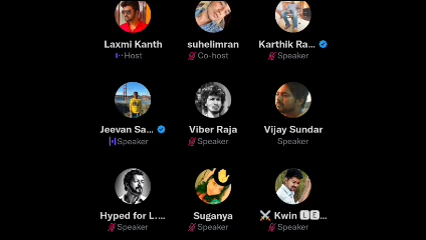 Laxmi Kanth suhelimran Karthik Ra...
Host Co-host Speaker
Jeevan Sa... Viber Raja Vijay Sundar
Speaker Speaker Speaker
Hyped for L.... Suganya ⚔️ Kwin 🅻🅴...
Speaker Speaker Speaker